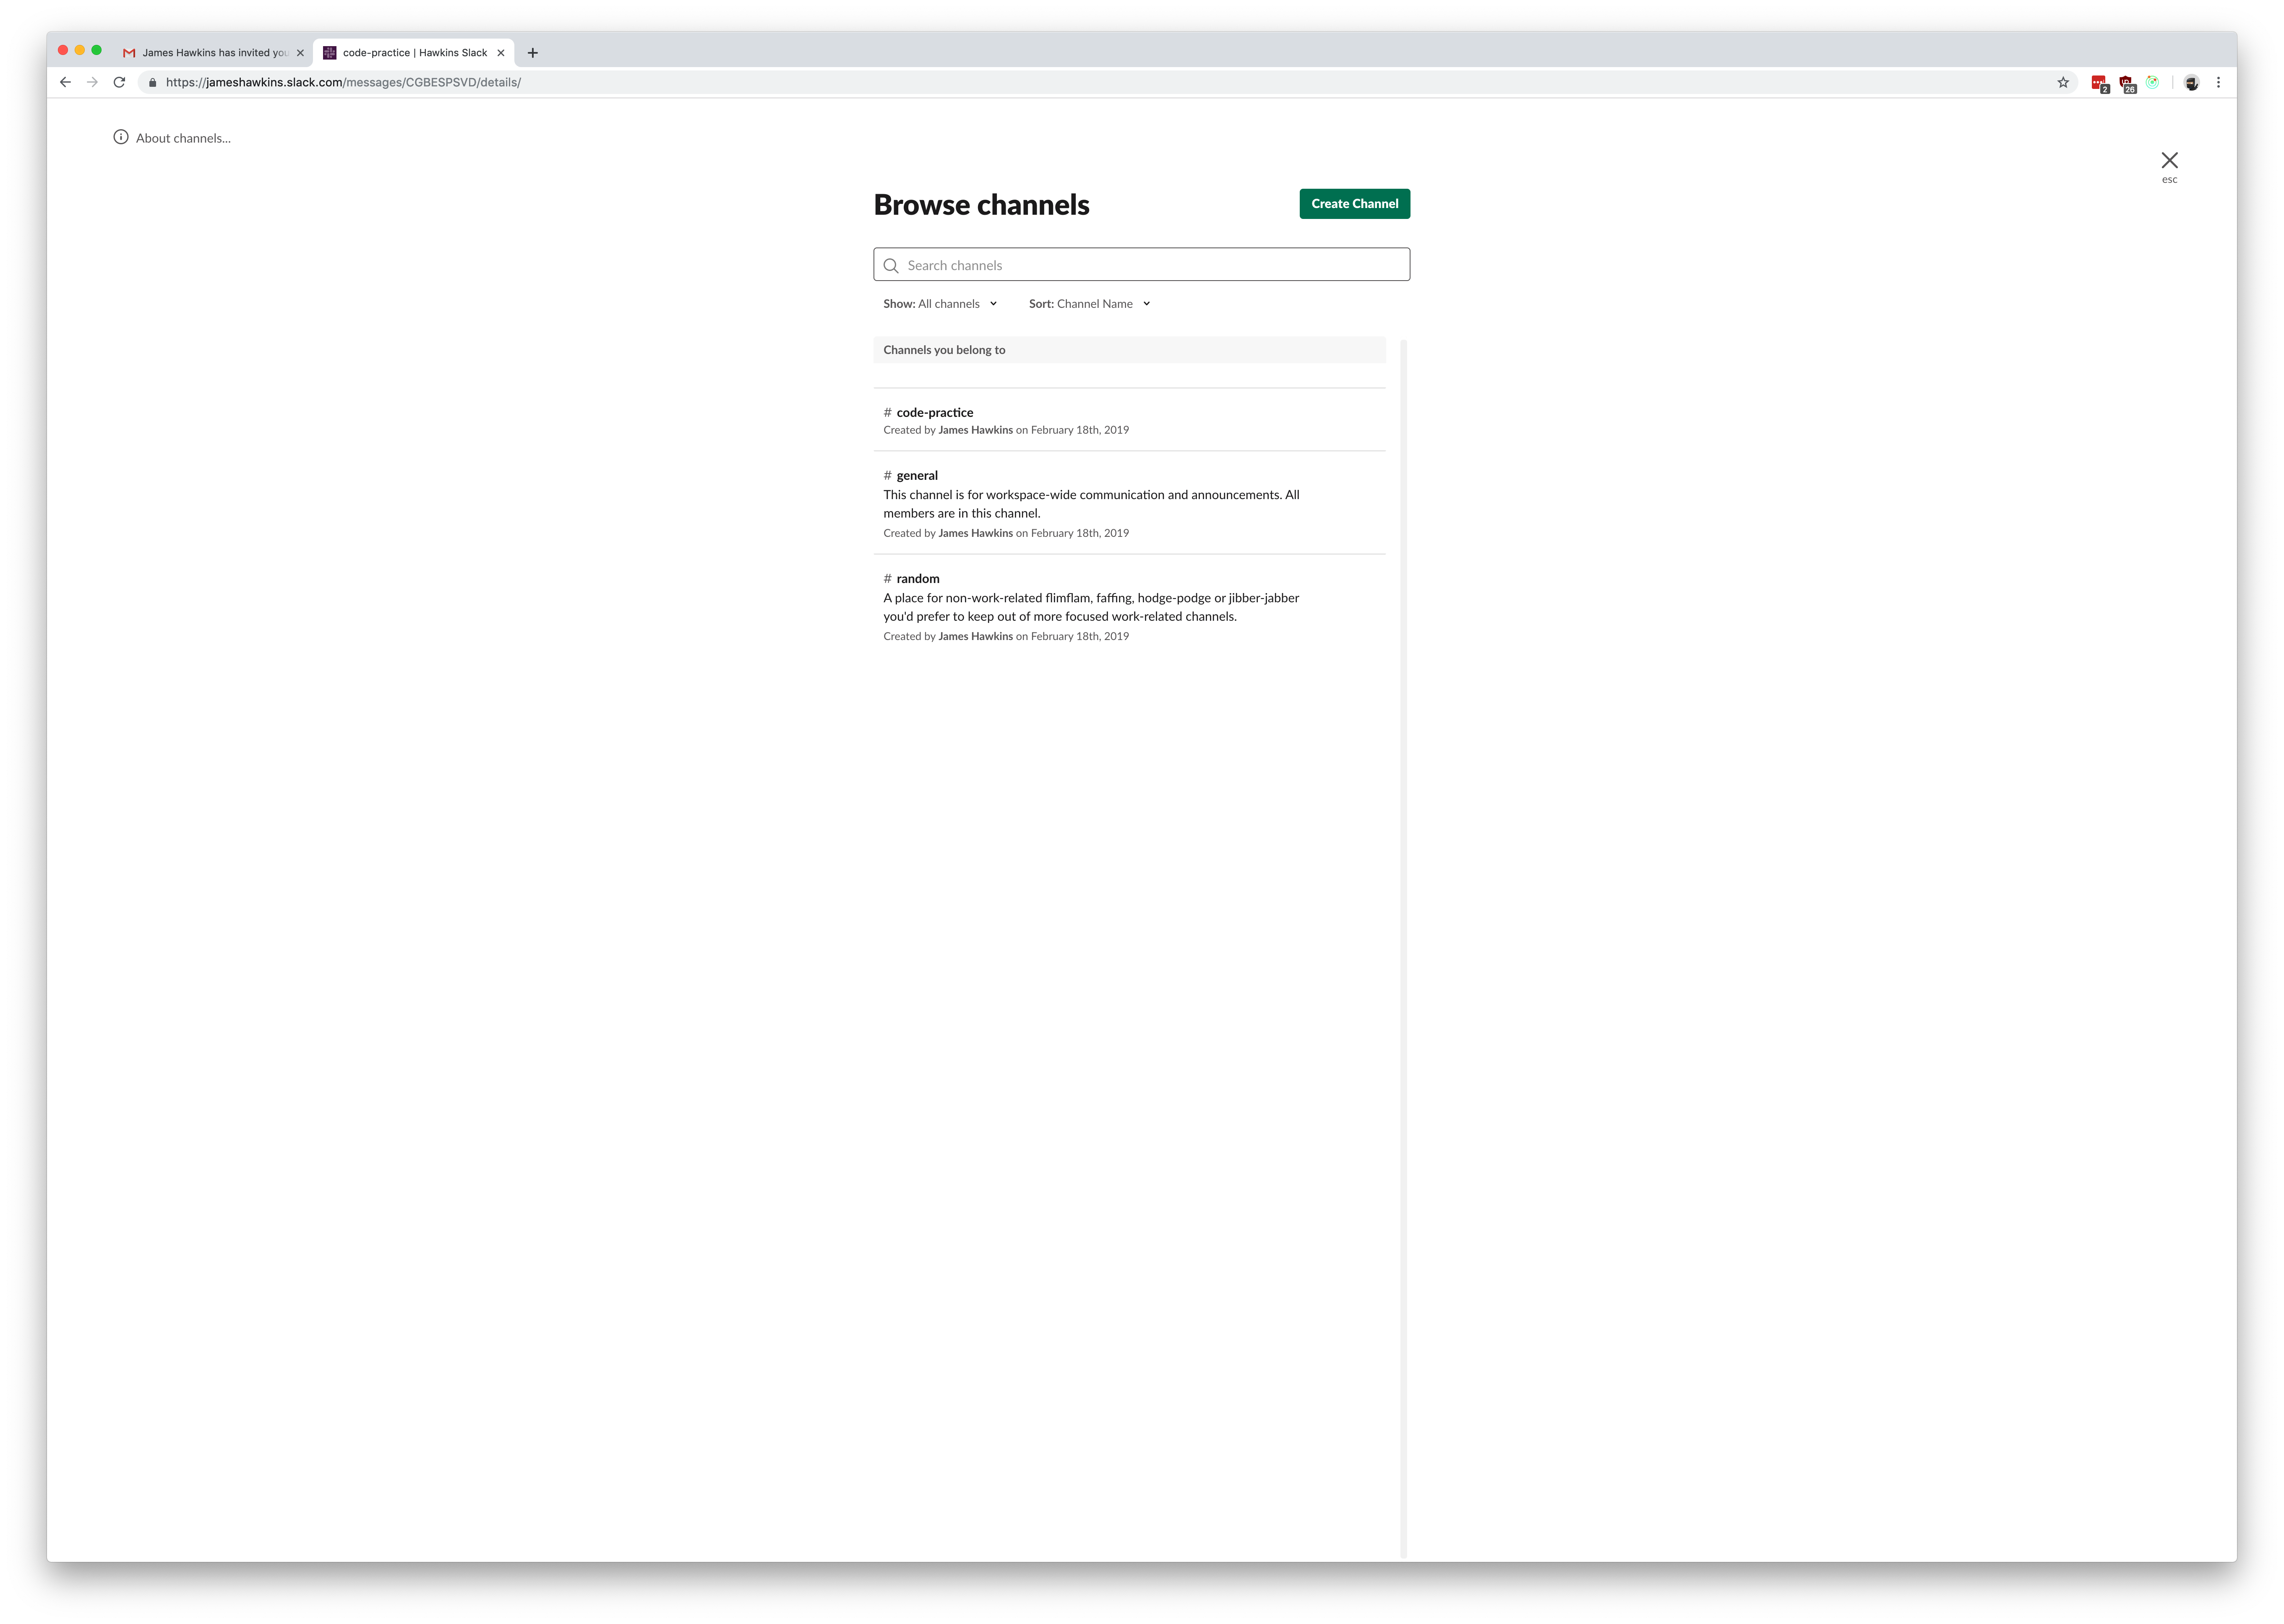 James Hawkins has invited you
code-practice | Hawkins Slack
https://jameshawkins.slack.com/messages/CGBESPSVD/details/
2
26
About channels...
esc
Browse channels
Create Channel
Search channels
Show: All channels
Sort: Channel Name
Channels you belong to
# code-practice
Created by James Hawkins on February 18th, 2019
# general
This channel is for workspace-wide communication and announcements. All
members are in this channel.
Created by James Hawkins on February 18th, 2019
# random
A place for non-work-related flimflam, faffing, hodge-podge or jibber-jabber
you'd prefer to keep out of more focused work-related channels.
Created by James Hawkins on February 18th, 2019